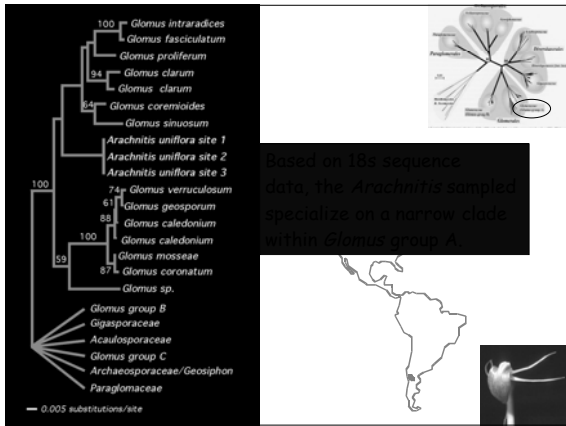 100
Glomus intraradices
Glomus fasciculatum
Glomus proliferum
94
Glomus clarum
Glomus clarum
64
Glomus coremioides
Glomus sinuosum
Arachnitis uniflora site 1
Arachnitis uniflora site 2
Arachnitis uniflora site 3
100
74
Glomus verruculosum
61
Glomus geosporum
88
Glomus caledonium
100
Glomus caledonium
59
Glomus mosseae
87
Glomus coronatum
Glomus sp.
Glomus group B
Gigasporaceae
Acaulosporaceae
Glomus group C
Archaeosporaceae/Geosiphon
Paraglomaceae
0.005 substitutions/site
Based on 18s sequence
data, the Arachnitis sampled
specialize on a narrow clade
within Glomus group A.